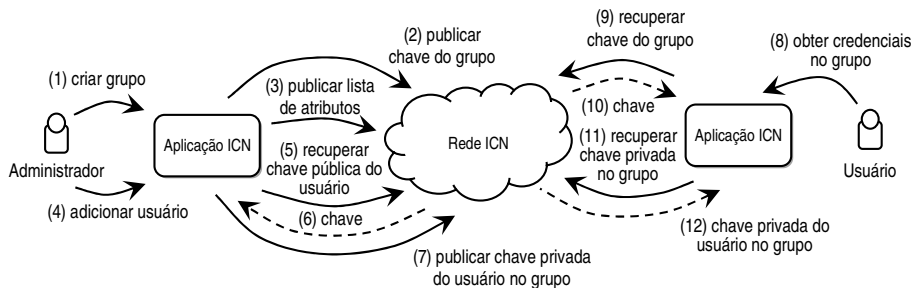 (1) criar grupo
Administrador
(4) adicionar usuário
Aplicação ICN
(2) publicar
chave do grupo
(3) publicar lista
de atributos
(5) recuperar
chave pública do
usuário
(6) chave
(7) publicar chave privada
do usuário no grupo
Rede ICN
(9) recuperar
chave do grupo
(10) chave
(11) recuperar
chave privada
no grupo
(12) chave privada do
usuário no grupo
Aplicação ICN
(8) obter credenciais
no grupo
Usuário